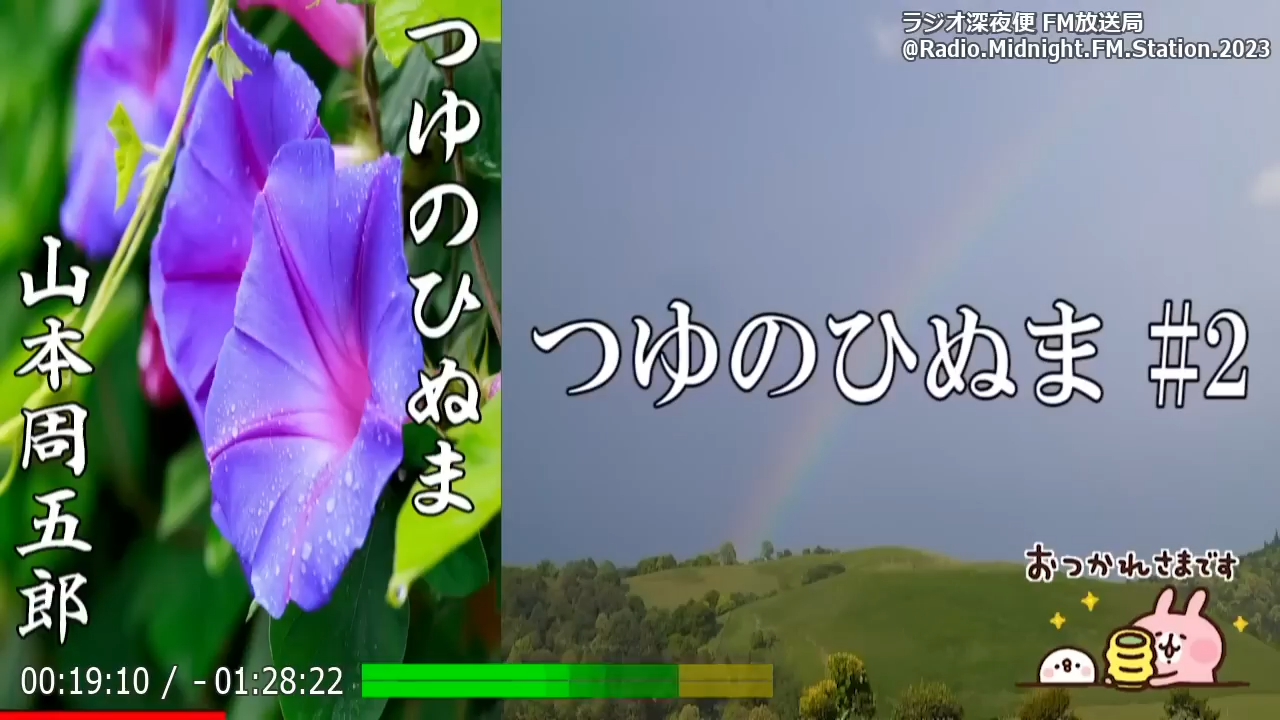 つゆのひぬま
山本周五郎
ラジオ深夜便 FM放送局
@Radio.Midnight.FM.Station.2023
つゆのひぬま #2
おつかれさまです
00:19:10 / -01:28:22